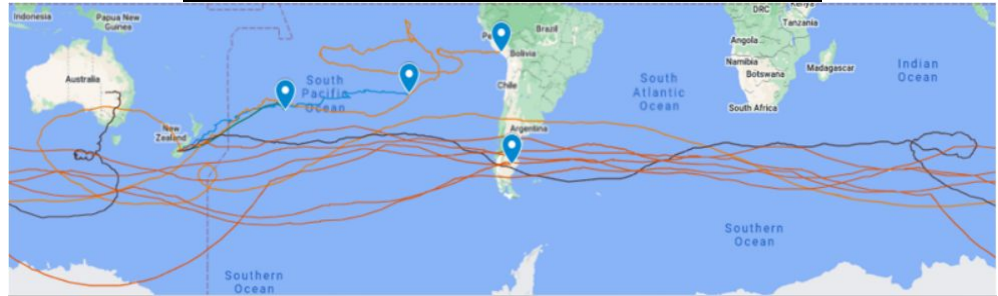 Indonesia
Papua New
Guinea
Australia
New
Zealand
South
Pacific
Ocean
Southern
Ocean
Pe
Brazil
Bolivia
Chile
Argentina
South
Atlantic
Ocean
DRC
Tanzania
Angola
Namibia
Botswana
Madagascar
South Africa
Indian
Ocean
Southern
Ocean